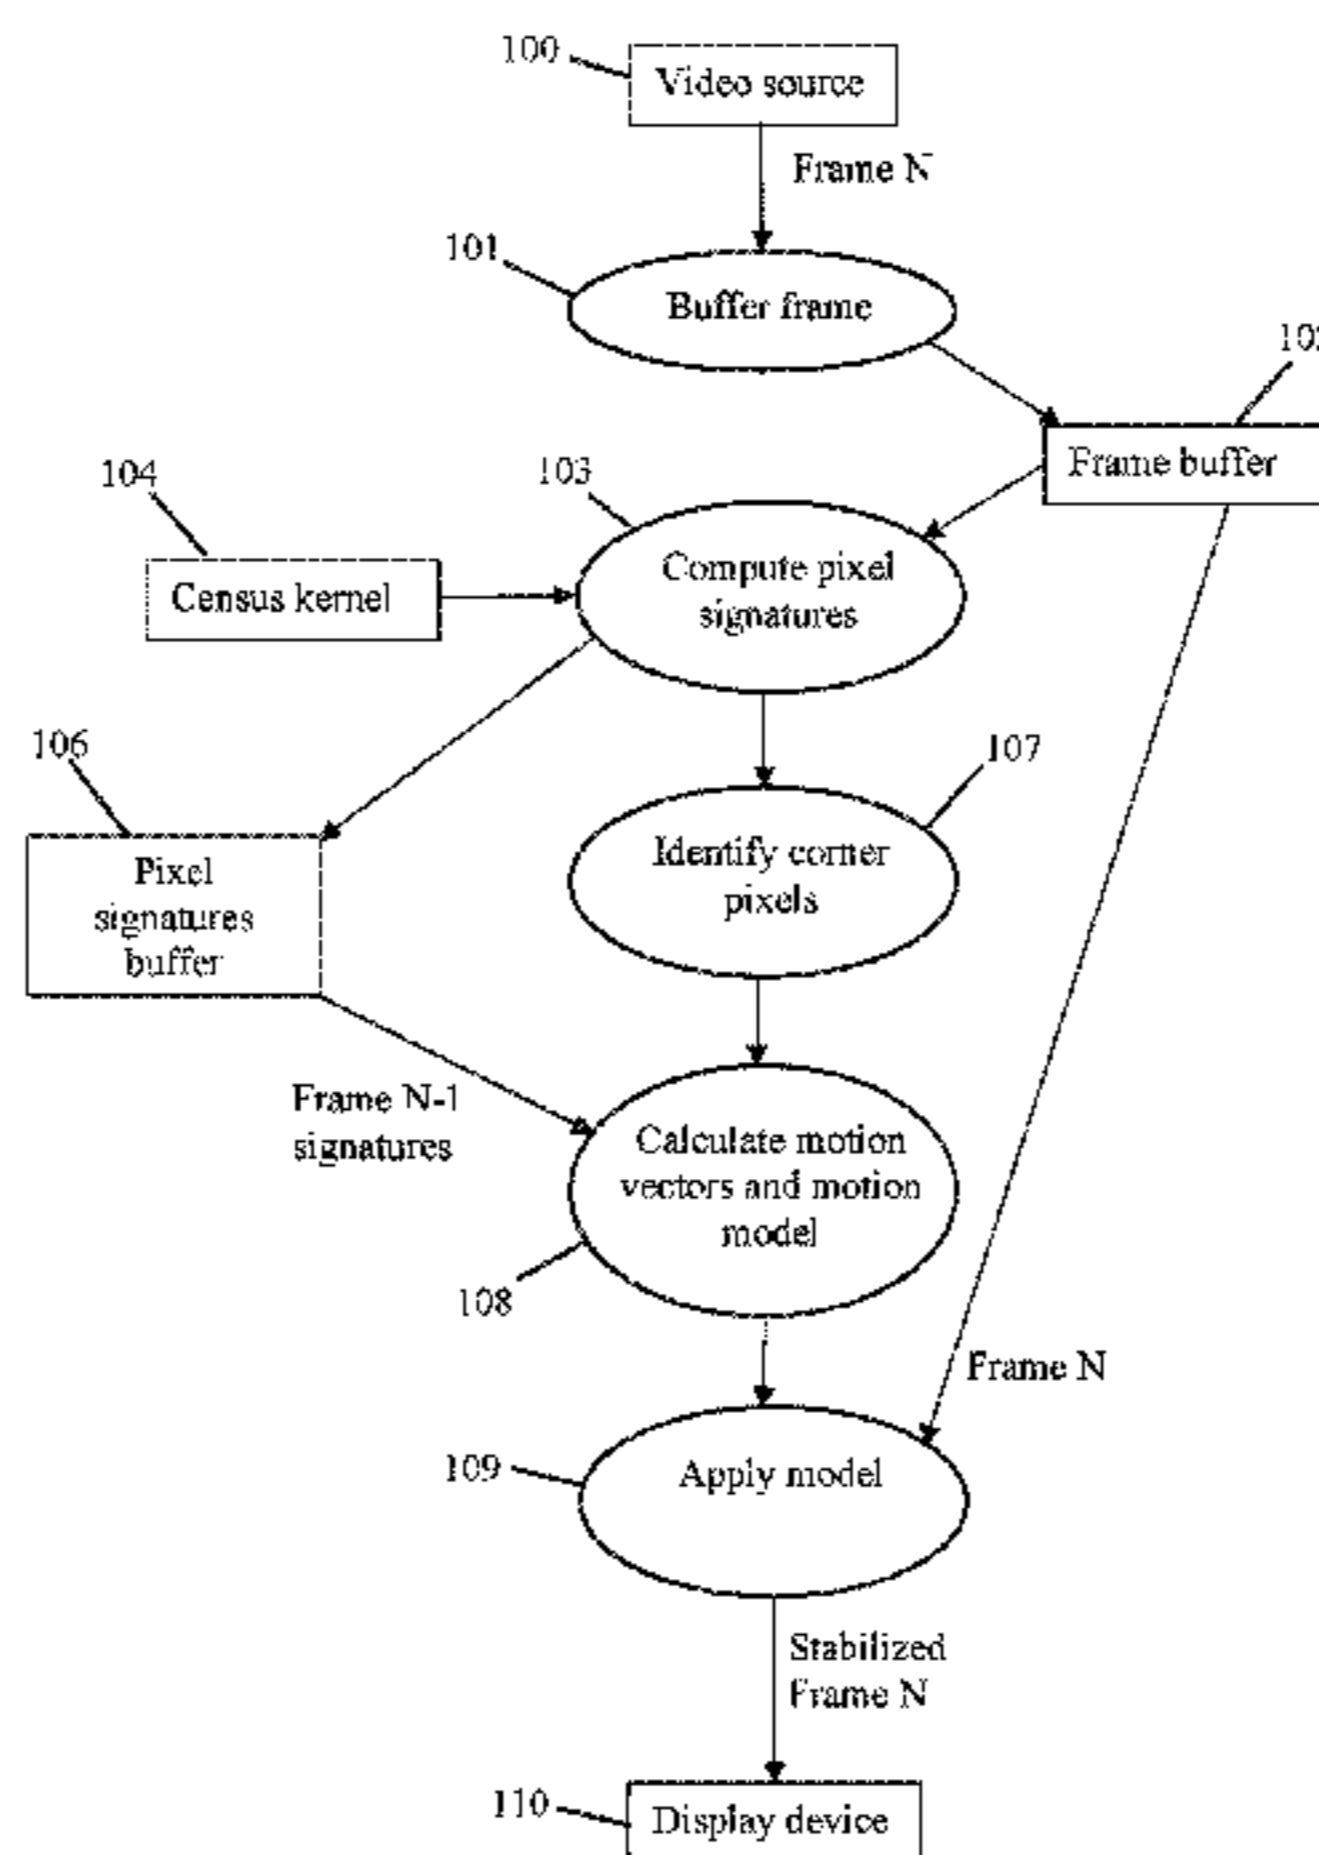 100
Video source
Frame N
101
Buffer frame
Frame buffer
104
103
Census kernel
Compute pixel
signatures
106
107
Pixel
signatures
buffer
Identify corner
pixels
Frame N-1
signatures
Calculate motion
vectors and motion
model
108
Frame N
109
Apply model
Stabilized
Frame N
110
Display device